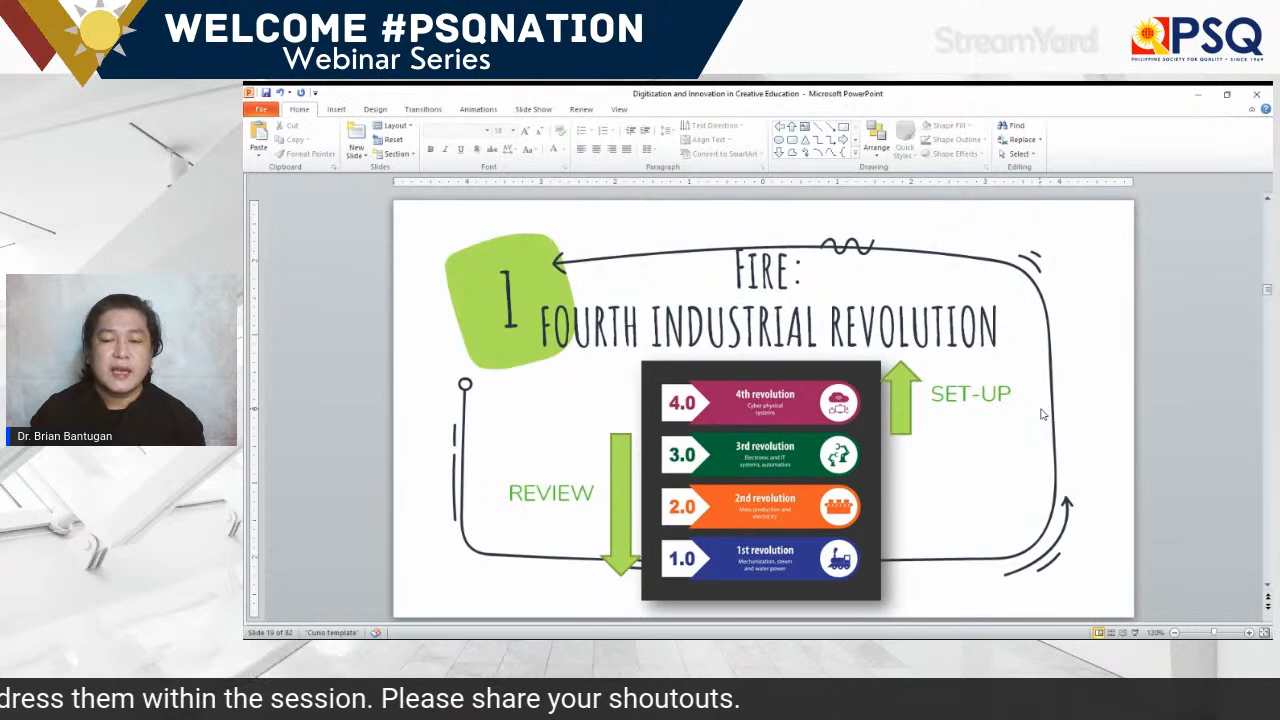 WELCOME #PSQNATION
Webinar Series
StreamYard
PSQ
PHILIPPINE SOCIETY FOR QUALITY • SINCE 1969
Digitization and Innovation in Creative Education - Microsoft PowerPoint
File Home Insert Design Transitions Animations Slide Show Review View
Paste
Cut
Copy
Format Painter
Clipboard
New Slide
Layout
Reset
Section
Slides
18
Font
Text Direction
Align Text
Convert to SmartArt
Paragraph
Arrange
Quick Styles
Shape Fill
Shape Outline
Shape Effects
Drawing
Find
Replace
Select
Editing
1
FIRE:
FOURTH INDUSTRIAL REVOLUTION
4.0
4th revolution
Cyber physical
systems
SET-UP
3.0
3rd revolution
Electronic and IT
systems, automation
REVIEW
2.0
2nd revolution
Mass production and
electricity
1.0
1st revolution
Mechanization, steam
and water power
Dr. Brian Bantugan
Slide 19 of 82 "Curio template" 120%
dress them within the session. Please share your shoutouts.